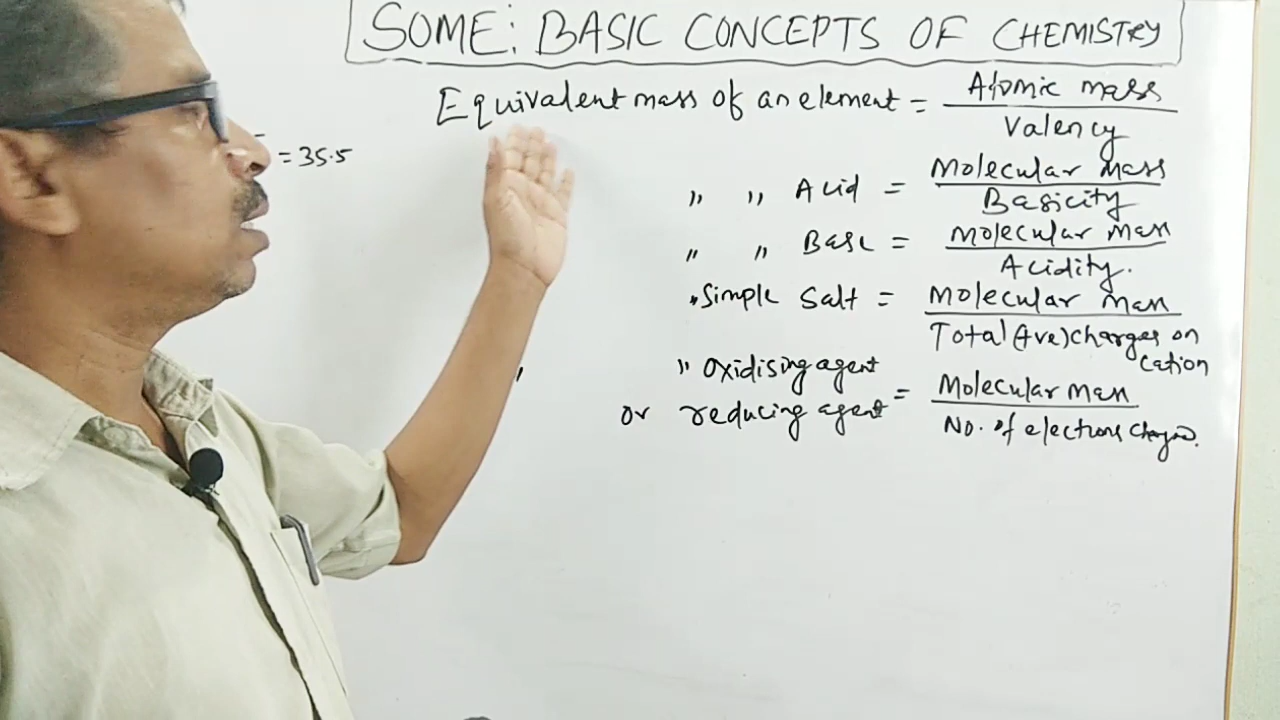 SOME: BASIC CONCEPTS OF CHEMISTRY
Equivalent mass of an element = Atomic mass
Valency
= 35.5
" " Acid = Molecular mass
Basicity
" " Base = Molecular mass
Acidity.
Simple Salt = Molecular mass
Total (+ve) charges on
cation
" oxidising agent
or reducing agent = Molecular mass
No. of electrons